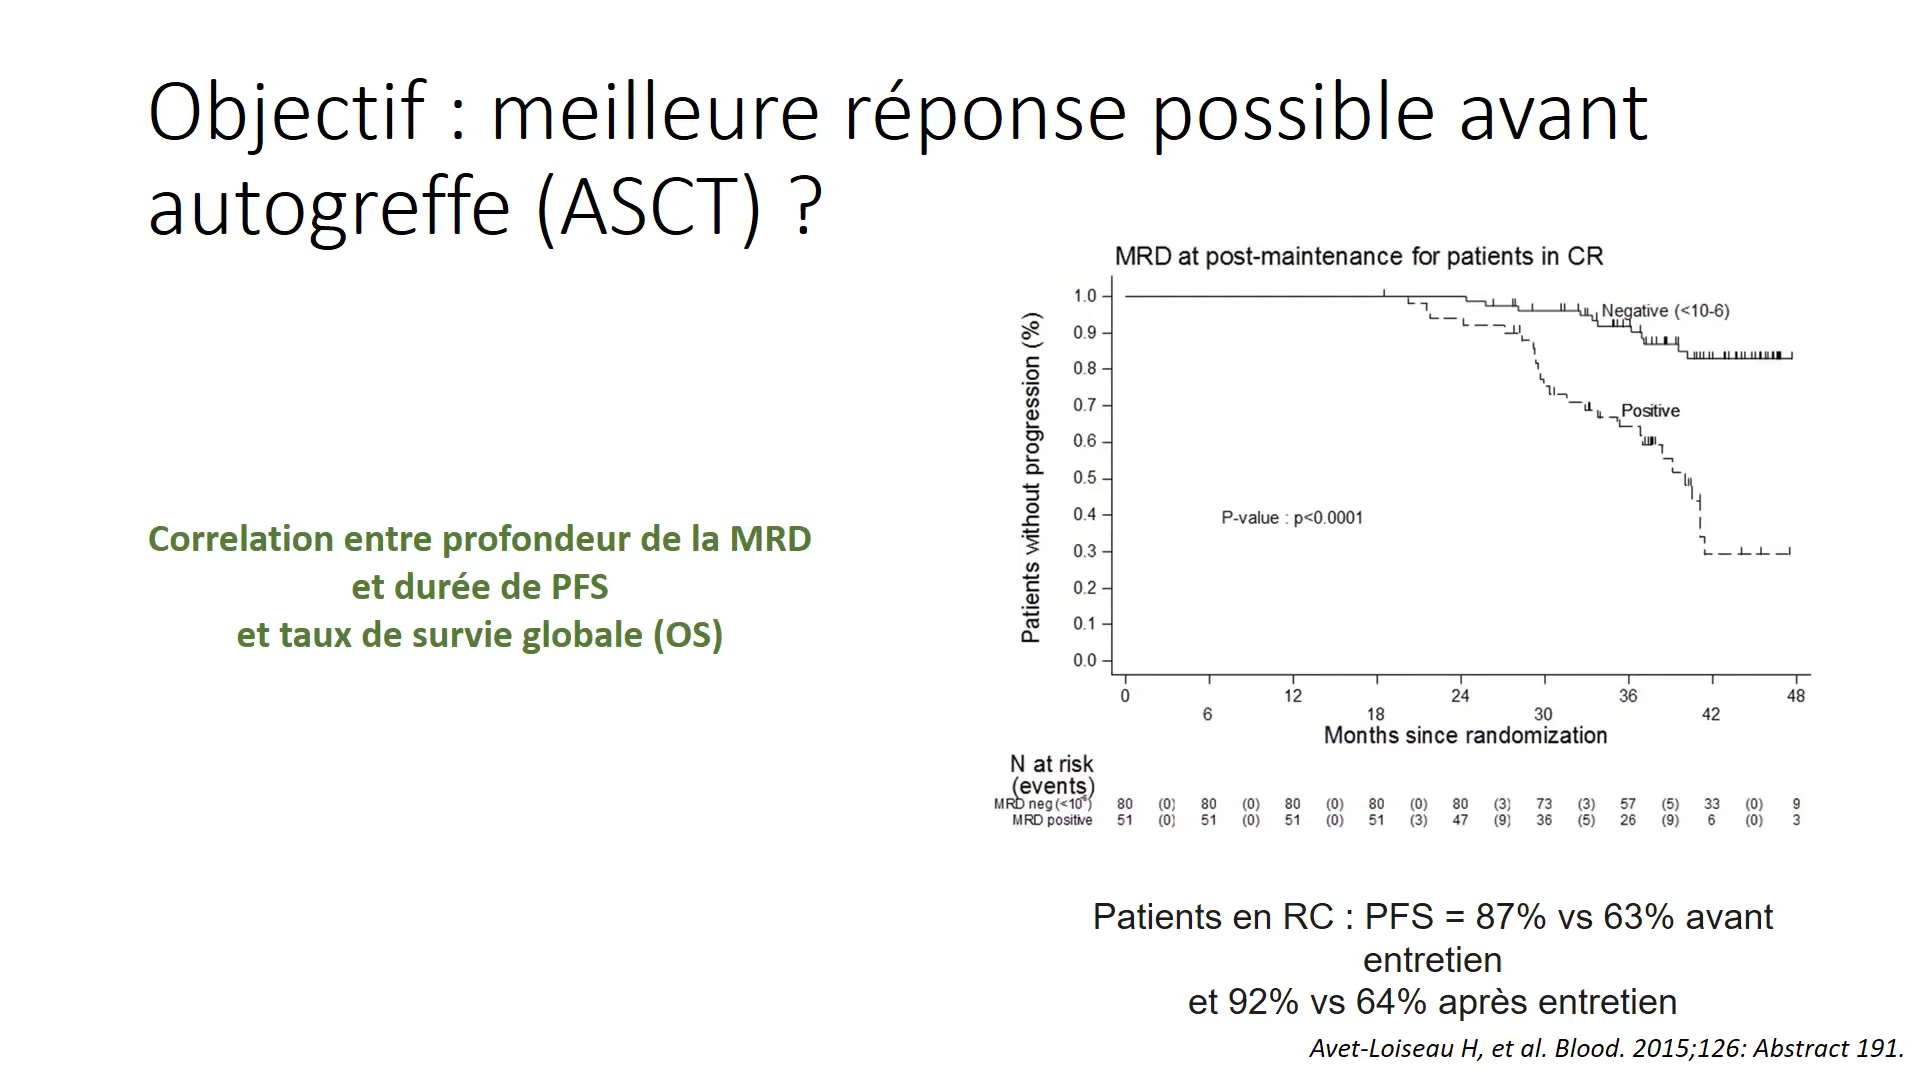 Objectif : meilleure réponse possible avant
autogreffe (ASCT) ?
Correlation entre profondeur de la MRD
et durée de PFS
et taux de survie globale (OS)
MRD at post-maintenance for patients in CR
Patients without progression (%)
1.0
0.9
0.8
0.7
0.6
0.5
0.4
0.3
0.2
0.1
0.0
Negative (<10-6)
Positive
P-value : p<0.0001
0 12 24 36 48
6 18 30 42
Months since randomization
N at risk
(events)
MRD neg (<10⁻⁶) 80 (0) 80 (0) 80 (0) 80 (0) 80 (3) 73 (3) 57 (5) 33 (0) 9
MRD positive 51 (0) 51 (0) 51 (0) 51 (3) 47 (9) 36 (5) 26 (9) 6 (0) 3
Patients en RC : PFS = 87% vs 63% avant
entretien
et 92% vs 64% après entretien
Avet-Loiseau H, et al. Blood. 2015;126: Abstract 191.